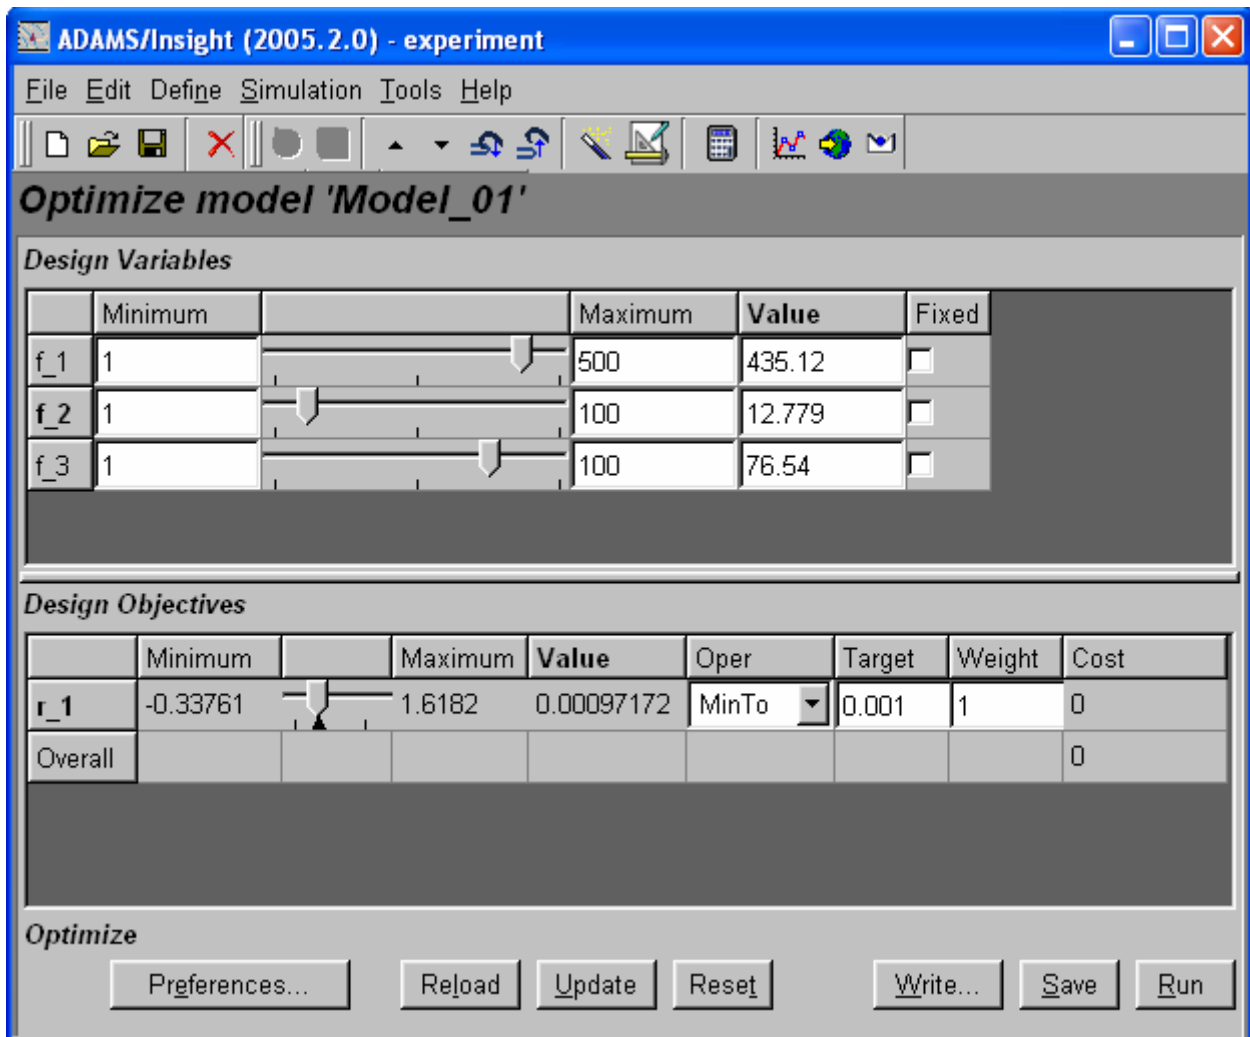 ADAMS/Insight (2005.2.0) - experiment
File Edit Define Simulation Tools Help
Optimize model 'Model_01'
Design Variables
Minimum Maximum Value Fixed
f_1 1 500 435.12
f_2 1 100 12.779
f_3 1 100 76.54
Design Objectives
Minimum Maximum Value Oper Target Weight Cost
r_1 -0.33761 1.6182 0.00097172 MinTo 0.001 1 0
Overall 0
Optimize
Preferences... Reload Update Reset Write... Save Run